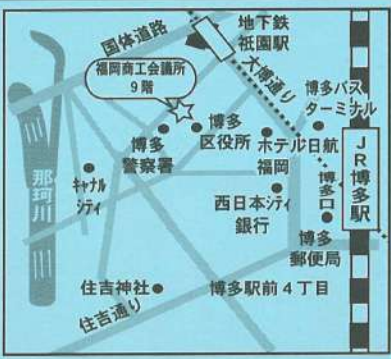 国体道路
地下鉄
祇園駅
大博通り
福岡商工会議所
9階
博多バス
ターミナル
博多
警察署
博多
区役所
ホテル日航
福岡
JR博多駅
博多口
那珂川
キャナル
シティ
西日本シティ
銀行
博多
郵便局
住吉神社
博多駅前4丁目
住吉通り